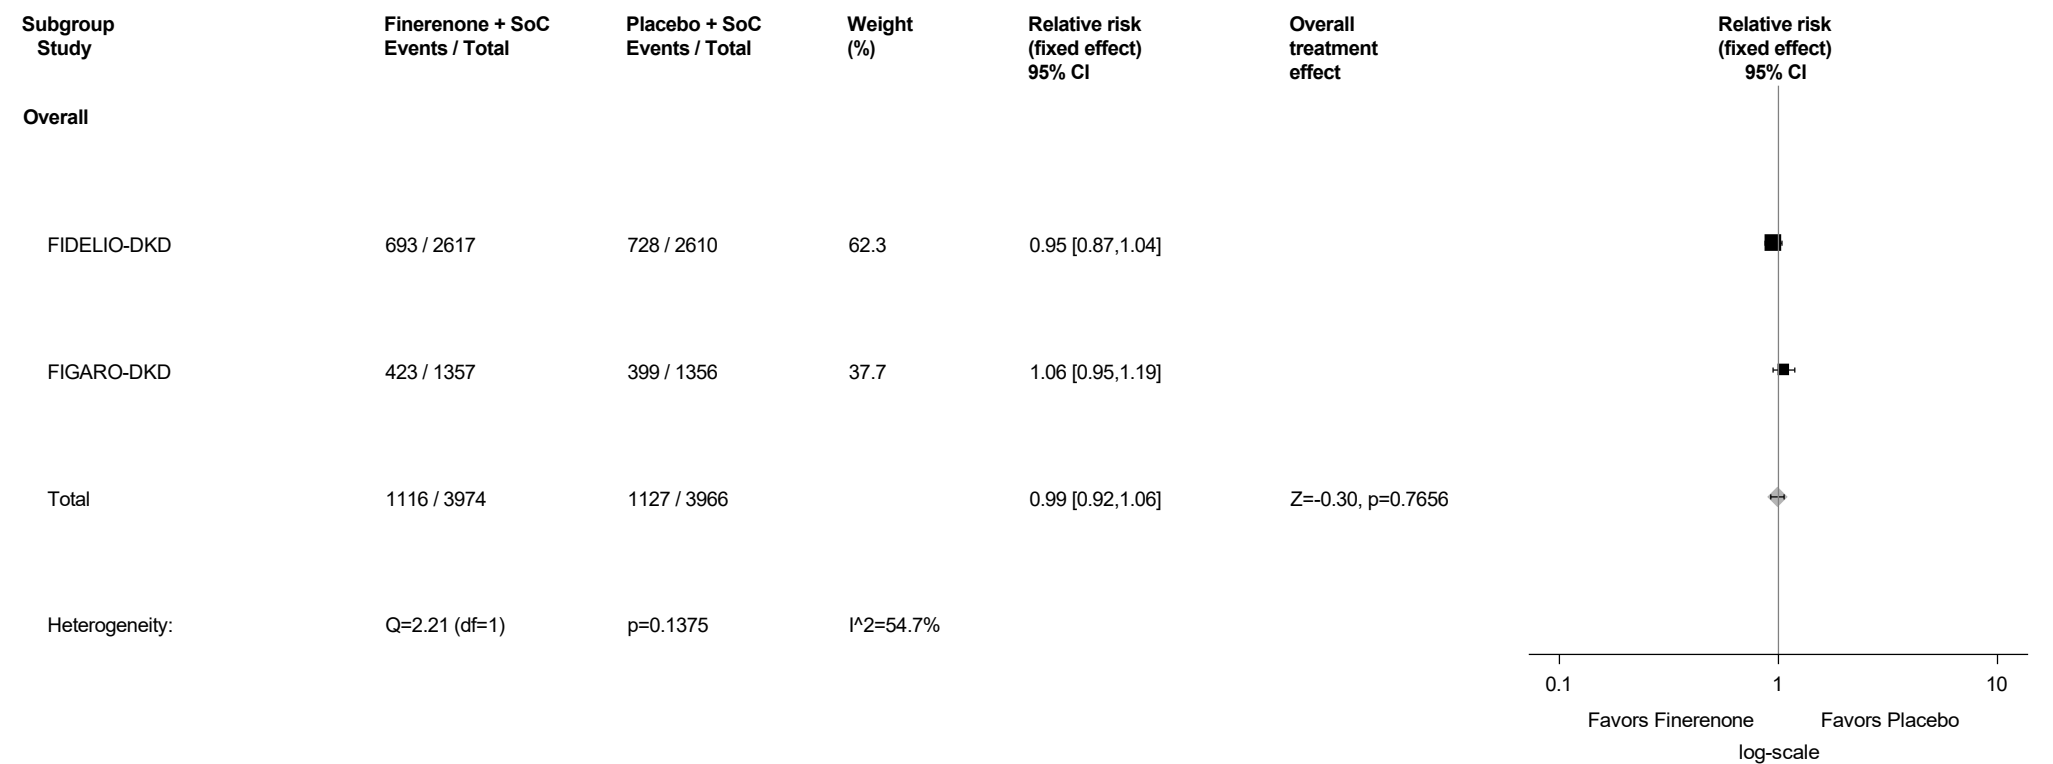 Subgroup Finerenone + SoC Placebo + SoC Weight Relative risk Overall Relative risk
Study Events / Total Events / Total (%) (fixed effect) treatment (fixed effect)
95% CI effect 95% CI
Overall
FIDELIO-DKD 693 / 2617 728 / 2610 62.3 0.95 [0.87,1.04]
FIGARO-DKD 423 / 1357 399 / 1356 37.7 1.06 [0.95,1.19]
Total 1116 / 3974 1127 / 3966 0.99 [0.92,1.06] Z=-0.30, p=0.7656
Heterogeneity: Q=2.21 (df=1) p=0.1375 I^2=54.7%
0.1 1 10
Favors Finerenone Favors Placebo
log-scale